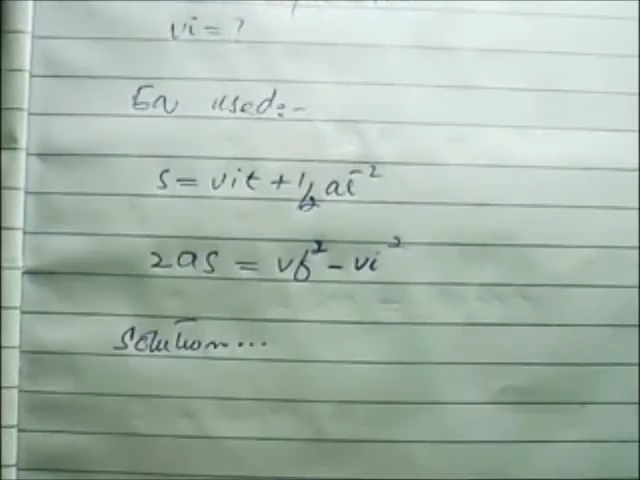 vi = ?
Eq used:-
s = vit + 1/2 at²
2as = vf² - vi²
Solution...